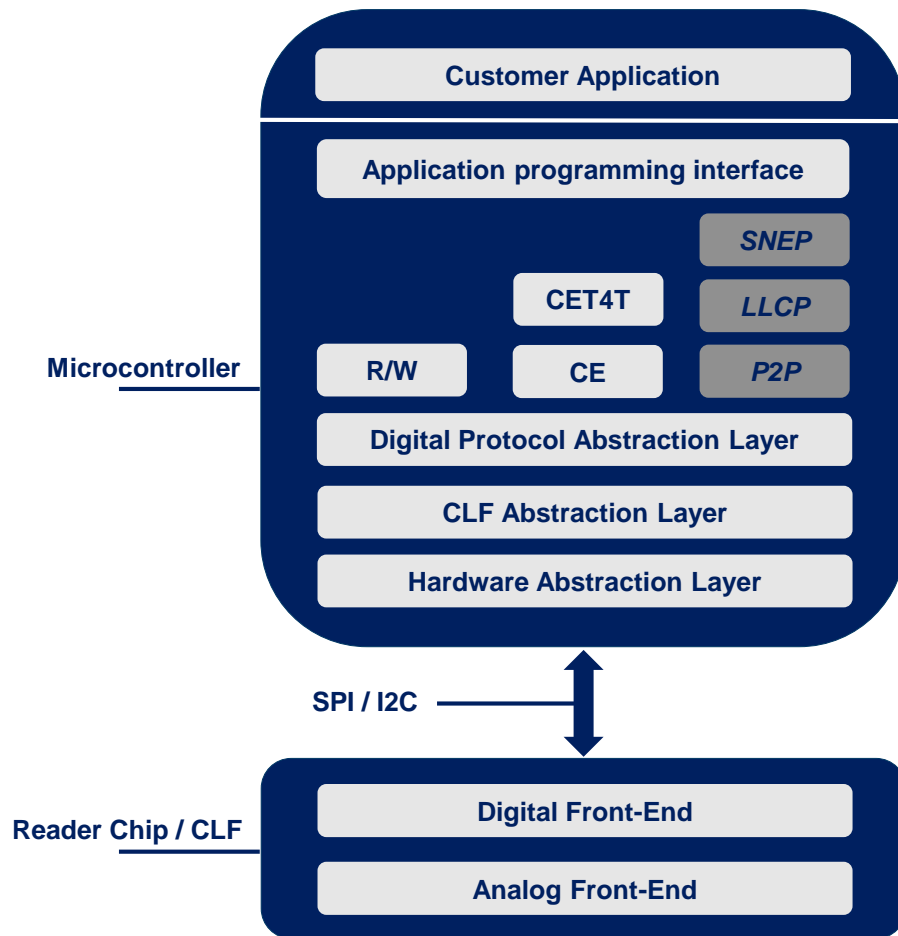 Customer Application
Application programming interface
SNEP
CET4T
LLCP
Microcontroller
R/W
CE
P2P
Digital Protocol Abstraction Layer
CLF Abstraction Layer
Hardware Abstraction Layer
SPI / I2C
Digital Front-End
Reader Chip / CLF
Analog Front-End